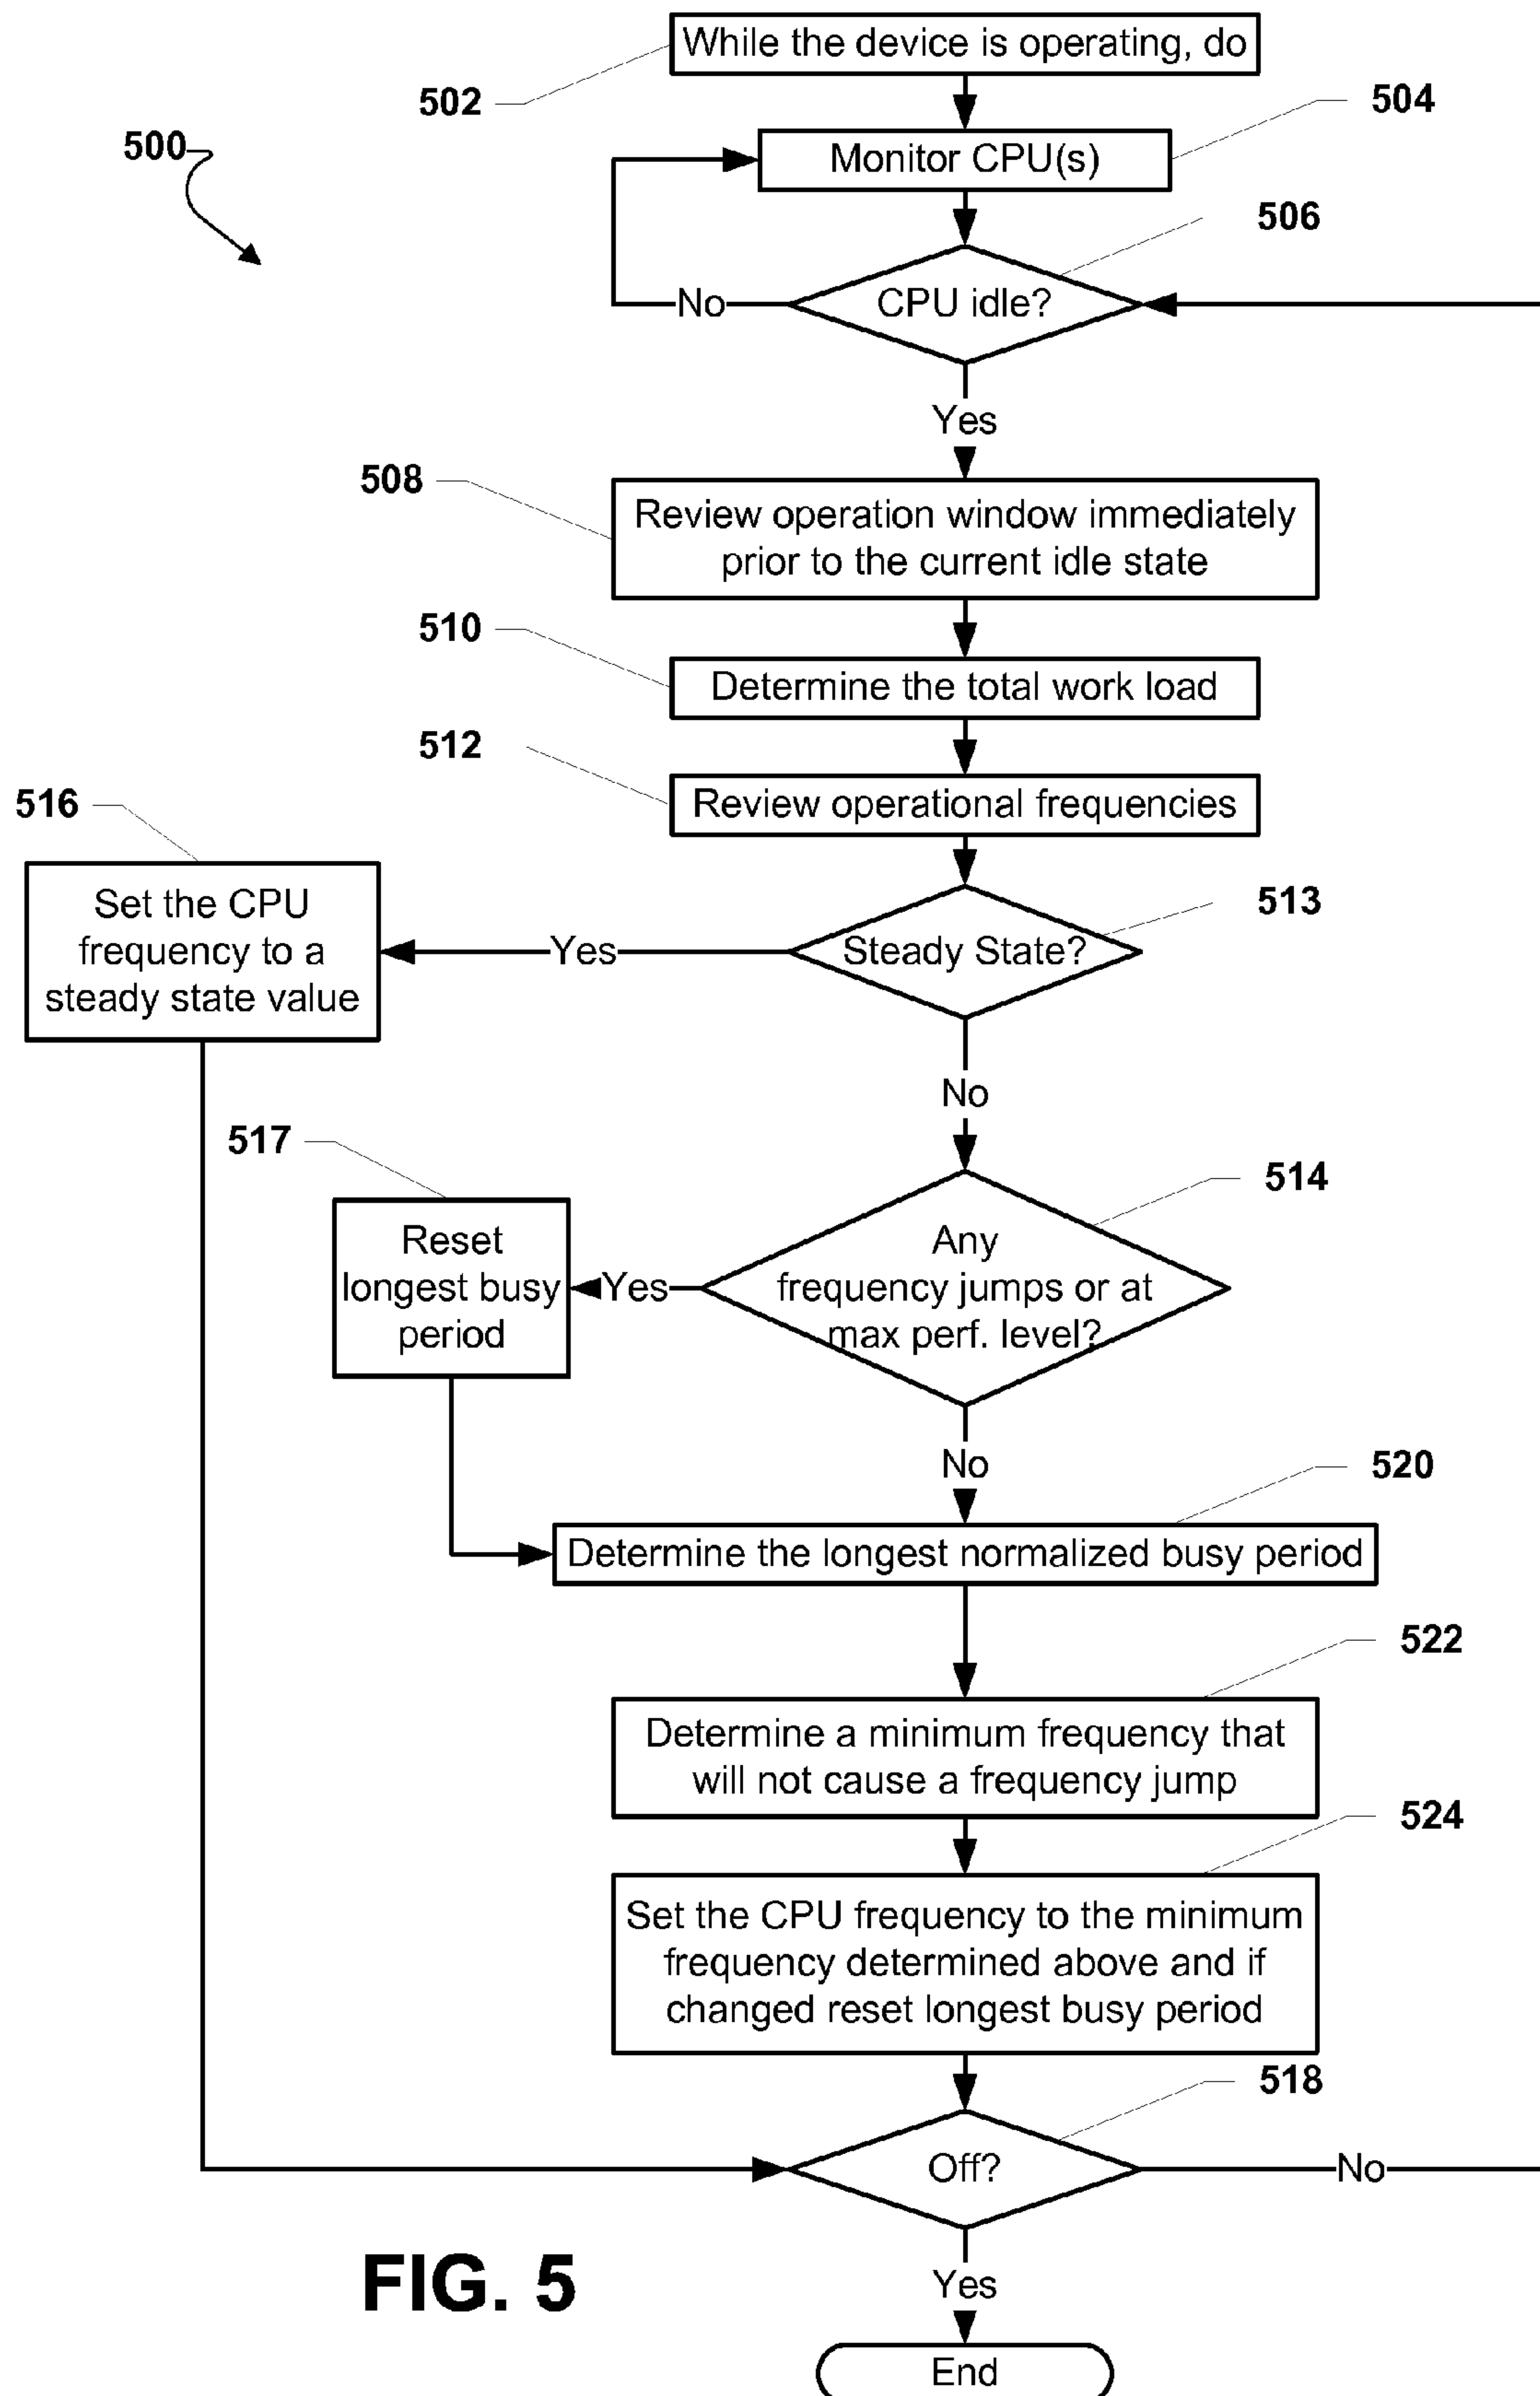 While the device is operating, do
502
504
500
Monitor CPU(s)
506
No
CPU idle?
Yes
508
Review operation window immediately
prior to the current idle state
510
Determine the total work load
512
Review operational frequencies
516
Set the CPU
frequency to a
steady state value
513
Yes
Steady State?
No
517
514
Reset
longest busy
period
Yes
Any
frequency jumps or at
max perf. level?
No
520
Determine the longest normalized busy period
522
Determine a minimum frequency that
will not cause a frequency jump
524
Set the CPU frequency to the minimum
frequency determined above and if
changed reset longest busy period
518
Off?
No
Yes
FIG. 5
End